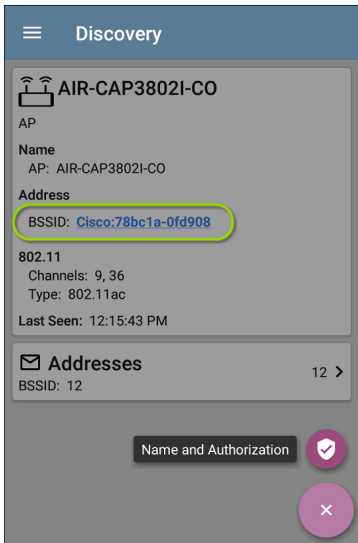 Discovery
AIR-CAP3802I-CO
AP
Name
AP: AIR-CAP3802I-CO
Address
BSSID: Cisco:78bc1a-0fd908
802.11
Channels: 9, 36
Type: 802.11ac
Last Seen: 12:15:43 PM
Addresses
BSSID: 12
12
Name and Authorization